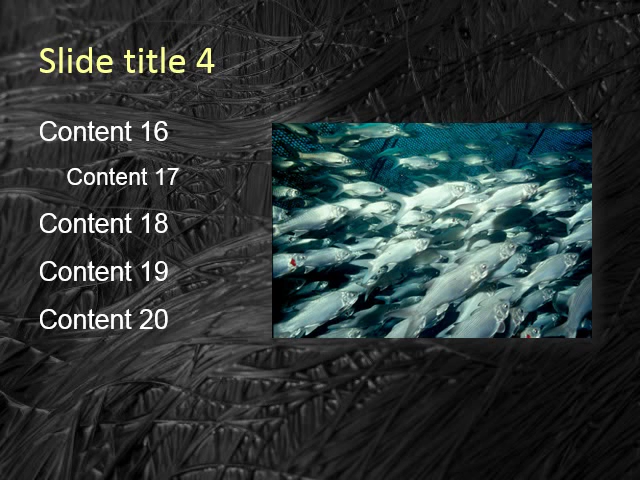 Slide title 4
Content 16
Content 17
Content 18
Content 19
Content 20